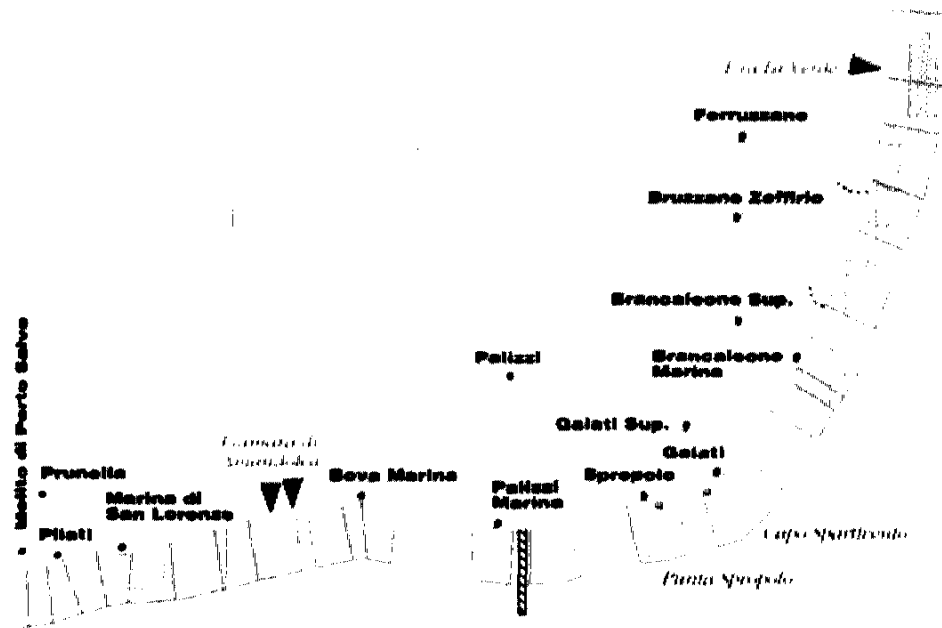 Ferruzzano
Bruzzano Zeffirio
Brancaleone Sup.
Palizzi
Brancaleone
Marina
Galati Sup.
Galati
Melito di Porto Salvo
Prunella
Bova Marina
Spropolo
Marina di
San Lorenzo
Palizzi
Marina
Pilati
Capo Spartivento
Punta Spropolo